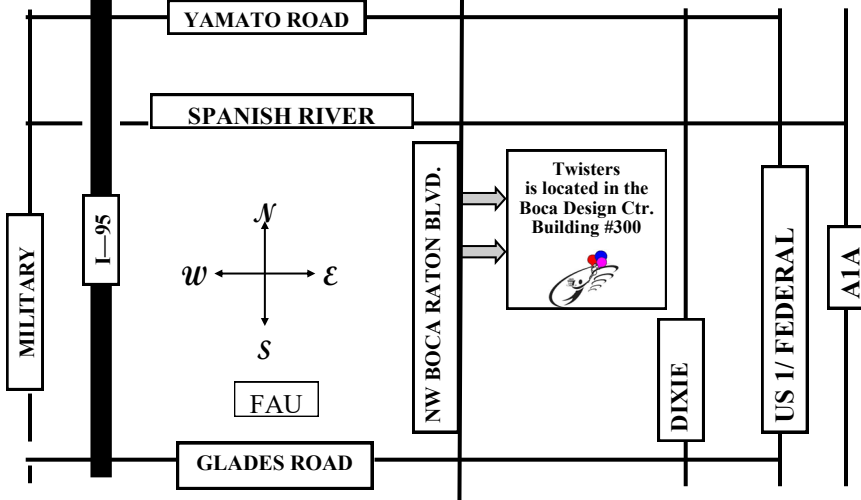 YAMATO ROAD
SPANISH RIVER
Twisters
is located in the
Boca Design Ctr.
Building #300
NW BOCA RATON BLVD.
I—95
MILITARY
N
W
E
S
US 1/ FEDERAL
A1A
DIXIE
FAU
GLADES ROAD